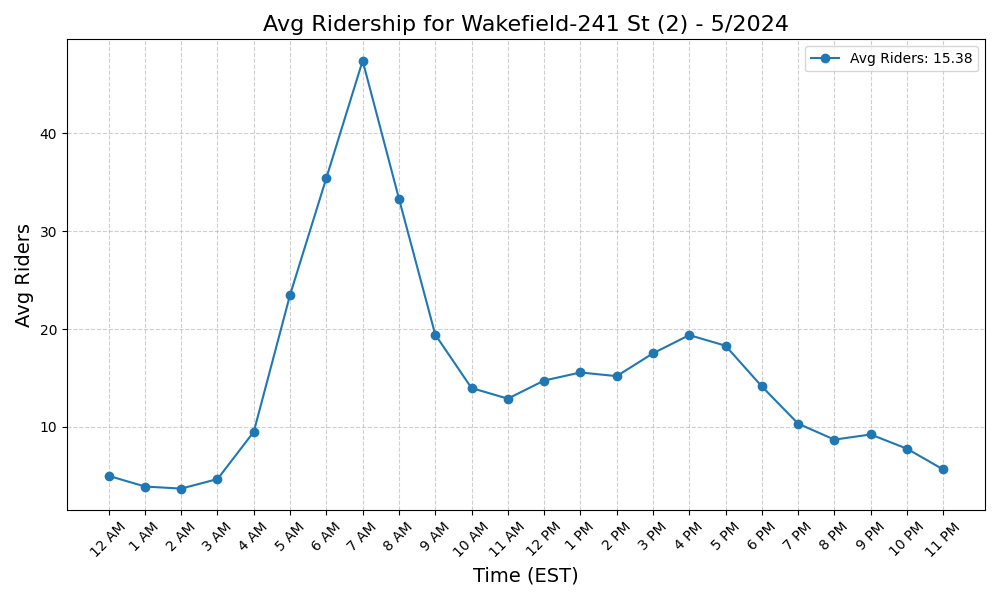 Avg Ridership for Wakefield-241 St (2) - 5/2024
Avg Riders: 15.38
Avg Riders
40
30
20
10
12 AM 1 AM 2 AM 3 AM 4 AM 5 AM 6 AM 7 AM 8 AM 9 AM 10 AM 11 AM 12 PM 1 PM 2 PM 3 PM 4 PM 5 PM 6 PM 7 PM 8 PM 9 PM 10 PM 11 PM
Time (EST)